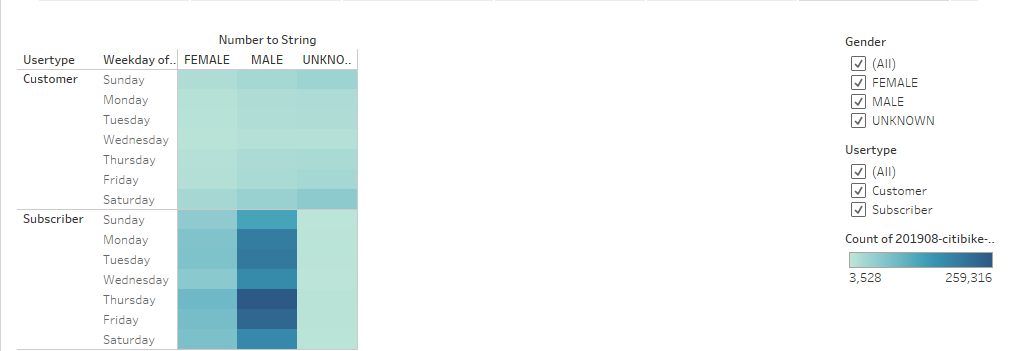 Number to String
Usertype Weekday of.. FEMALE MALE UNKNO..
Customer Sunday
Monday
Tuesday
Wednesday
Thursday
Friday
Saturday
Subscriber Sunday
Monday
Tuesday
Wednesday
Thursday
Friday
Saturday
Gender
(All)
FEMALE
MALE
UNKNOWN
Usertype
(All)
Customer
Subscriber
Count of 201908-citibike-..
3,528 259,316